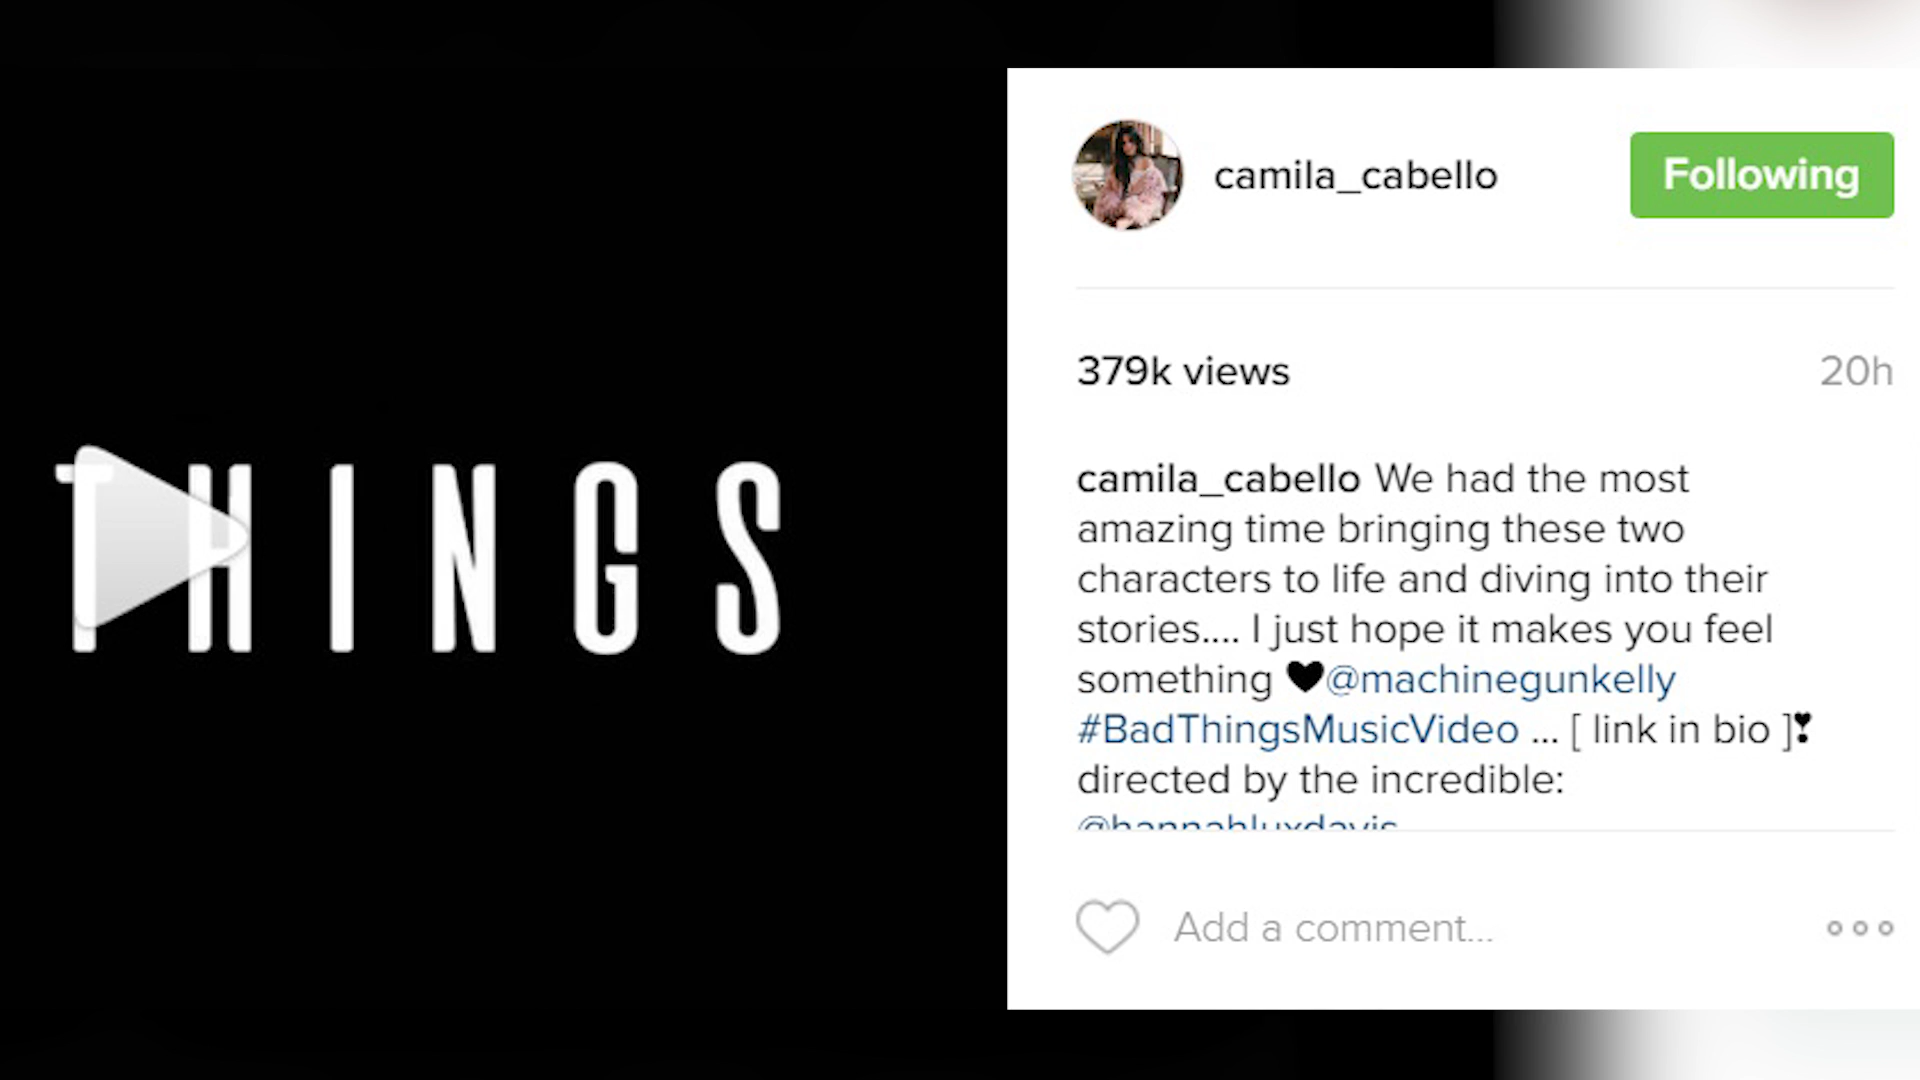 THINGS
camila_cabello
Following
379k views
20h
camila_cabello We had the most
amazing time bringing these two
characters to life and diving into their
stories.... I just hope it makes you feel
something 🖤@machinegunkelly
#BadThingsMusicVideo ... [ link in bio ]❣
directed by the incredible:
@hannahluxdavis
Add a comment...